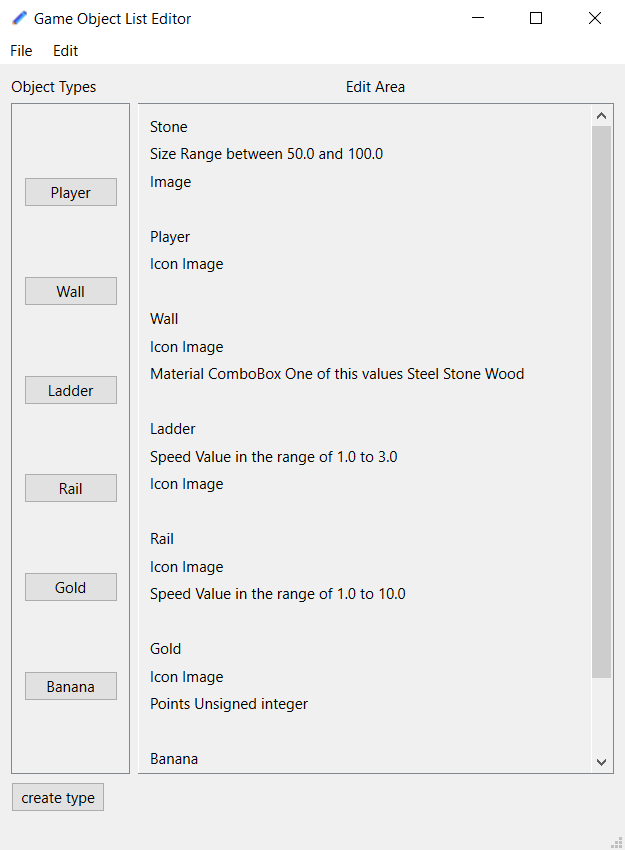 Game Object List Editor
File Edit
Object Types
Edit Area
Player
Wall
Ladder
Rail
Gold
Banana
Stone
Size Range between 50.0 and 100.0
Image
Player
Icon Image
Wall
Icon Image
Material ComboBox One of this values Steel Stone Wood
Ladder
Speed Value in the range of 1.0 to 3.0
Icon Image
Rail
Icon Image
Speed Value in the range of 1.0 to 10.0
Gold
Icon Image
Points Unsigned integer
Banana
create type